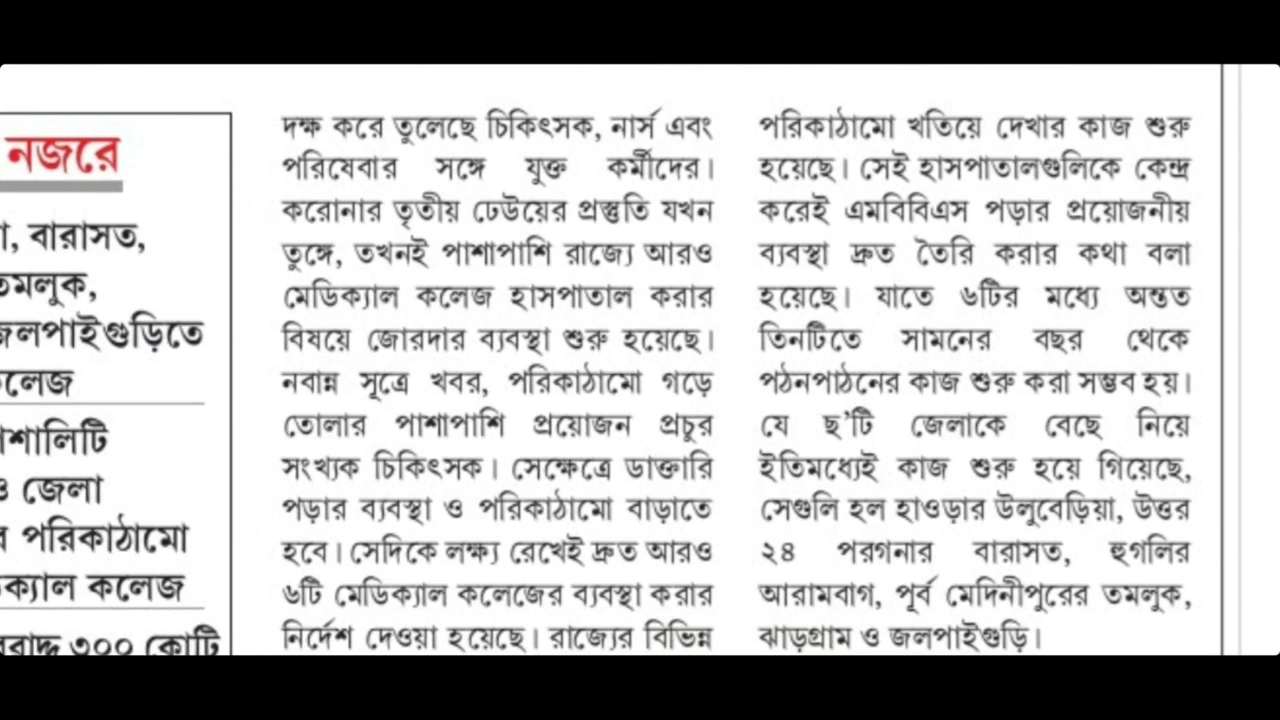 নজরে
বারাসত,
তমলুক,
জলপাইগুড়িতে
কলেজ
জেলা
পরিকাঠামো
কলেজ
৩০০ কোটি
দক্ষ করে তুলেছে চিকিৎসক, নার্স এবং
পরিষেবার সঙ্গে যুক্ত কর্মীদের।
করোনার তৃতীয় ঢেউয়ের প্রস্তুতি যখন
তুঙ্গে, তখনই পাশাপাশি রাজ্যে আরও
মেডিক্যাল কলেজ হাসপাতাল করার
বিষয়ে জোরদার ব্যবস্থা শুরু হয়েছে।
নবান্ন সূত্রে খবর, পরিকাঠামো গড়ে
তোলার পাশাপাশি প্রয়োজন প্রচুর
সংখ্যক চিকিৎসক। সেক্ষেত্রে ডাক্তারি
পড়ার ব্যবস্থা ও পরিকাঠামো বাড়াতে
হবে। সেদিকে লক্ষ্য রেখেই দ্রুত আরও
৬টি মেডিক্যাল কলেজের ব্যবস্থা করার
নির্দেশ দেওয়া হয়েছে। রাজ্যের বিভিন্ন
পরিকাঠামো খতিয়ে দেখার কাজ শুরু
হয়েছে। সেই হাসপাতালগুলিকে কেন্দ্র
করেই এমবিবিএস পড়ার প্রয়োজনীয়
ব্যবস্থা দ্রুত তৈরি করার কথা বলা
হয়েছে। যাতে ৬টির মধ্যে অন্তত
তিনটিতে সামনের বছর থেকে
পঠনপাঠনের কাজ শুরু করা সম্ভব হয়।
যে ছ'টি জেলাকে বেছে নিয়ে
ইতিমধ্যেই কাজ শুরু হয়ে গিয়েছে,
সেগুলি হল হাওড়ার উলুবেড়িয়া, উত্তর
২৪ পরগনার বারাসত, হুগলির
আরামবাগ, পূর্ব মেদিনীপুরের তমলুক,
ঝাড়গ্রাম ও জলপাইগুড়ি।